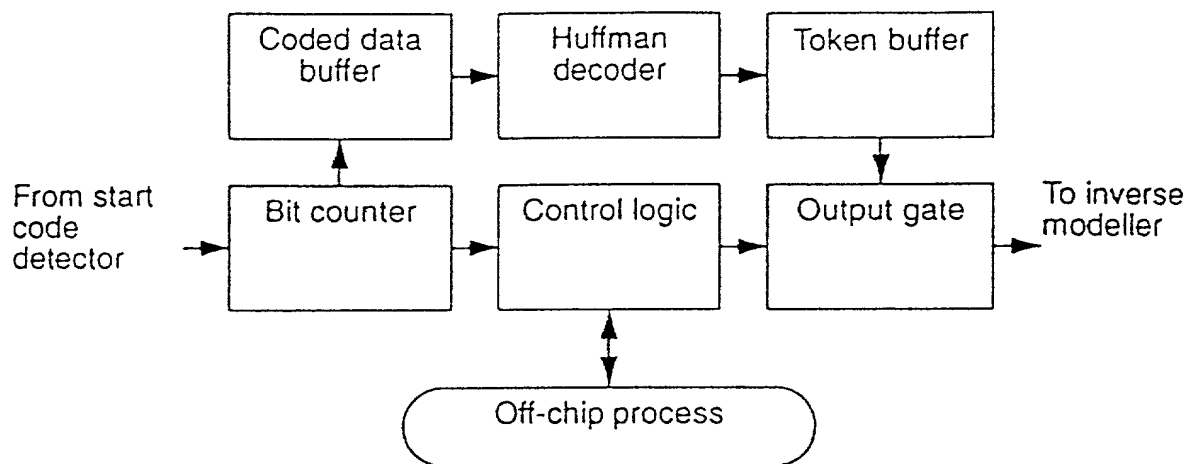 Coded data
buffer
Huffman
decoder
Token buffer
From start
code
detector
Bit counter
Control logic
Output gate
To inverse
modeller
Off-chip process